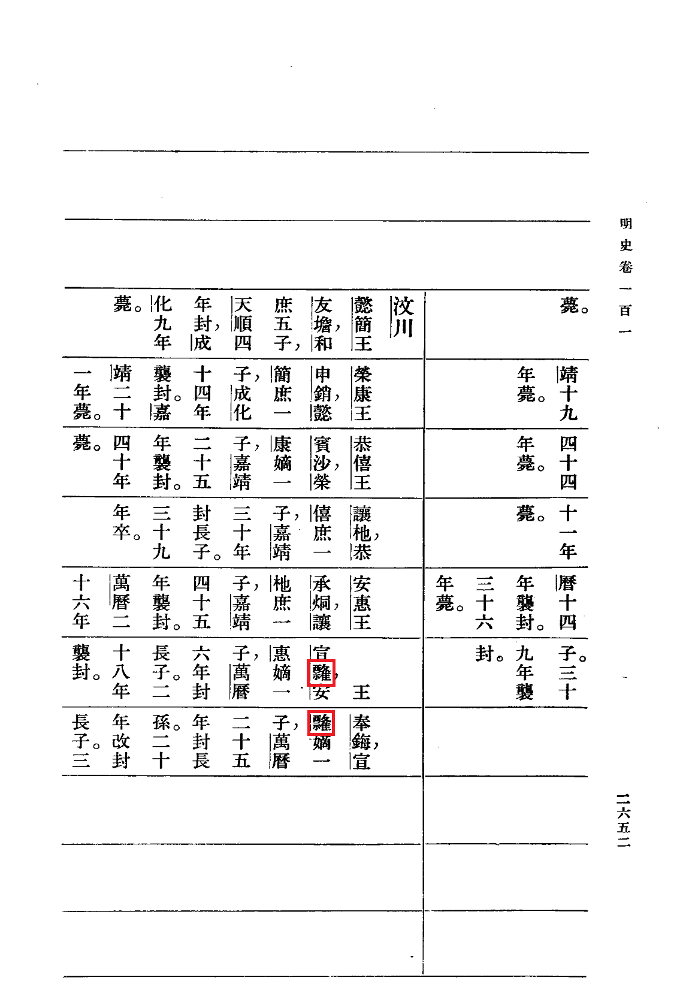 明史卷一百一
薨。
靖十九
年薨。
四十四
年薨。
十一年
薨。
曆十四
年襲封。
三十六
年薨。
子。三十
九年襲
封。
汶川
懿簡王
友，和
庶五子，
天順四
年封，成
化九年
薨。
榮康王
申銷，懿
簡庶一
子，成化
十四年
襲封。嘉
靖二十
一年薨。
恭僖王
賓沙，榮
康嫡一
子，嘉靖
二十五
年襲封。
四十年
薨。
讓杝，恭
僖庶一
子，嘉靖
三十年
封長子。
三十九
年卒。
安惠王
承烔，讓
杝庶一
子，嘉靖
四十五
年襲封。
萬曆二
十六年
王
宣，安
惠嫡一
子，萬曆
六年封
長子。二
十八年
襲封。
奉鋂，宣
嫡一
子，萬曆
二十五
年封長
孫。二十
年改封
長子。三
二六五二